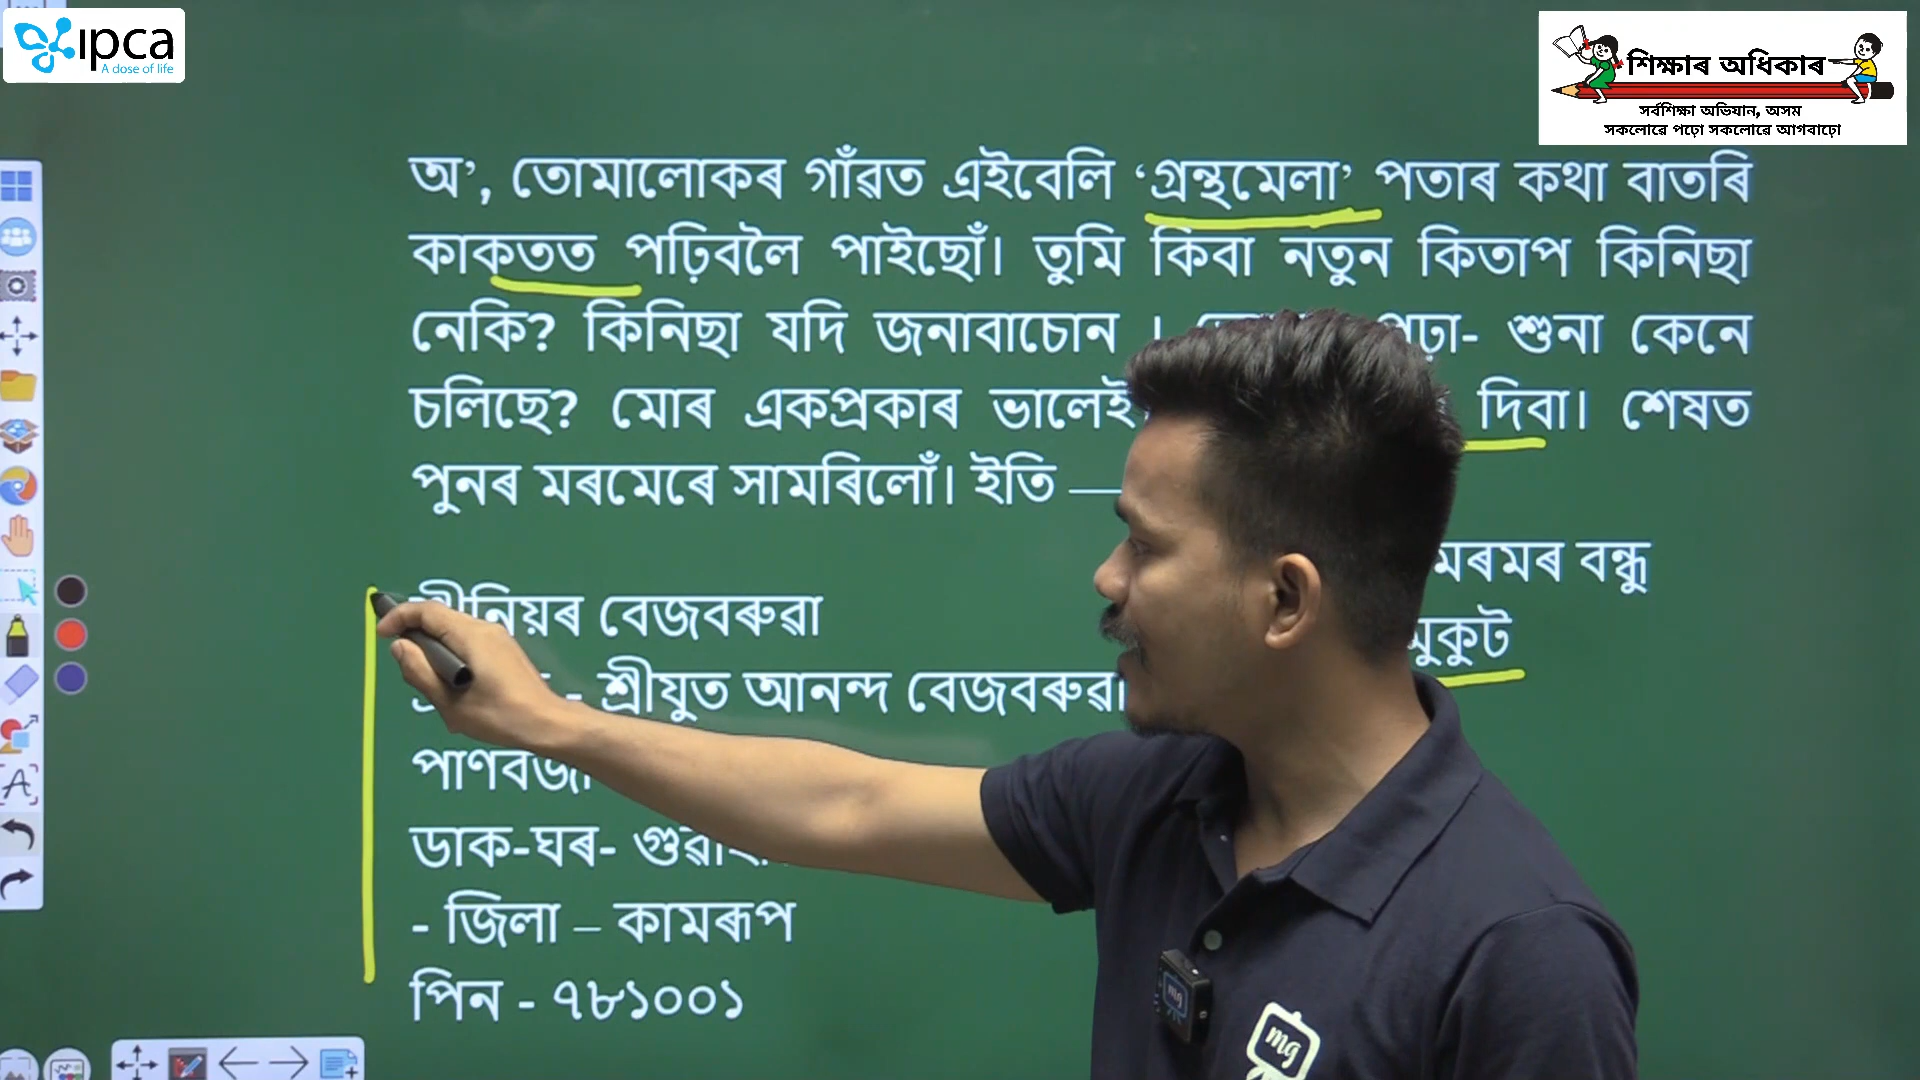 ipca
A dose of life
শিক্ষাৰ অধিকাৰ
সৰ্বশিক্ষা অভিযান, অসম
সকলোৱে পঢ়ো সকলোৱে আগবাঢ়ো
অ’, তোমালোকৰ গাঁৱত এইবেলি ‘গ্ৰন্থমেলা’ পতাৰ কথা বাতৰি
কাকতত পঢ়িবলৈ পাইছোঁ। তুমি কিবা নতুন কিতাপ কিনিছা
নেকি? কিনিছা যদি জনাবাচোন । পঢ়া- শুনা কেনে
চলিছে? মোৰ একপ্ৰকাৰ ভালেই দিবা। শেষত
পুনৰ মৰমেৰে সামৰিলোঁ। ইতি —
মৰমৰ বন্ধু
মুকুট
শ্ৰীনিয়ৰ বেজবৰুৱা
- শ্ৰীযুত আনন্দ বেজবৰুৱা
ডাক-ঘৰ-
- জিলা – কামৰূপ
পিন - ৭৮১০০১
mg
mg